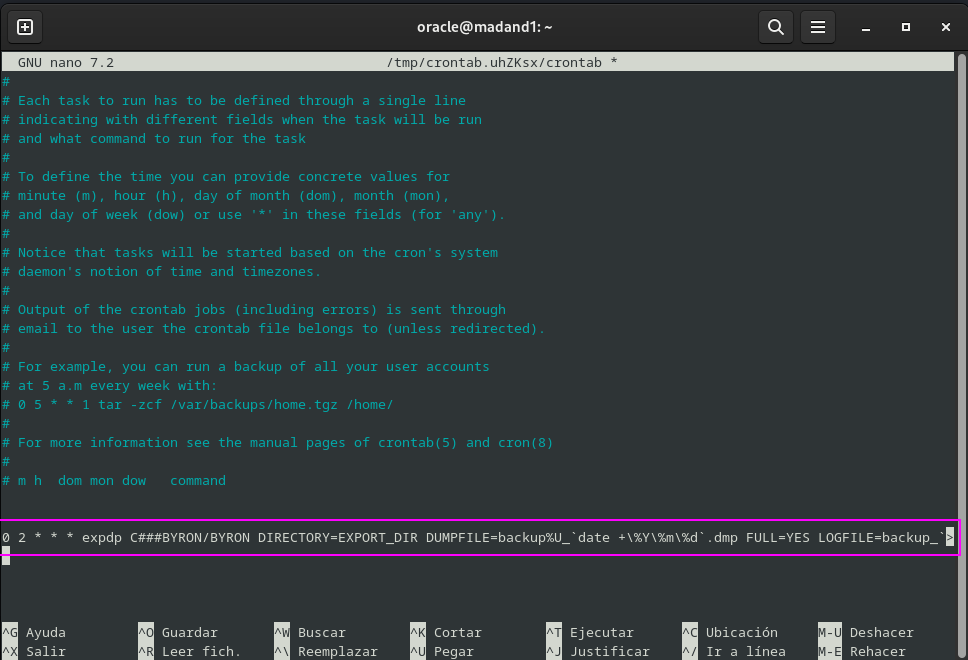 oracle@madand1: ~
GNU nano 7.2 /tmp/crontab.uhZKsx/crontab *
#
# Each task to run has to be defined through a single line
# indicating with different fields when the task will be run
# and what command to run for the task
#
# To define the time you can provide concrete values for
# minute (m), hour (h), day of month (dom), month (mon),
# and day of week (dow) or use '*' in these fields (for 'any').
#
# Notice that tasks will be started based on the cron's system
# daemon's notion of time and timezones.
#
# Output of the crontab jobs (including errors) is sent through
# email to the user the crontab file belongs to (unless redirected).
#
# For example, you can run a backup of all your user accounts
# at 5 a.m every week with:
# 0 5 * * 1 tar -zcf /var/backups/home.tgz /home/
#
# For more information see the manual pages of crontab(5) and cron(8)
#
# m h  dom mon dow   command
0 2 * * * expdp C###BYRON/BYRON DIRECTORY=EXPORT_DIR DUMPFILE=backup%U_`date +\%Y\%m\%d`.dmp FULL=YES LOGFILE=backup_`>
^G Ayuda ^O Guardar ^W Buscar ^K Cortar ^T Ejecutar ^C Ubicación M-U Deshacer
^X Salir ^R Leer fich. ^\ Reemplazar ^U Pegar ^J Justificar ^/ Ir a línea M-E Rehacer